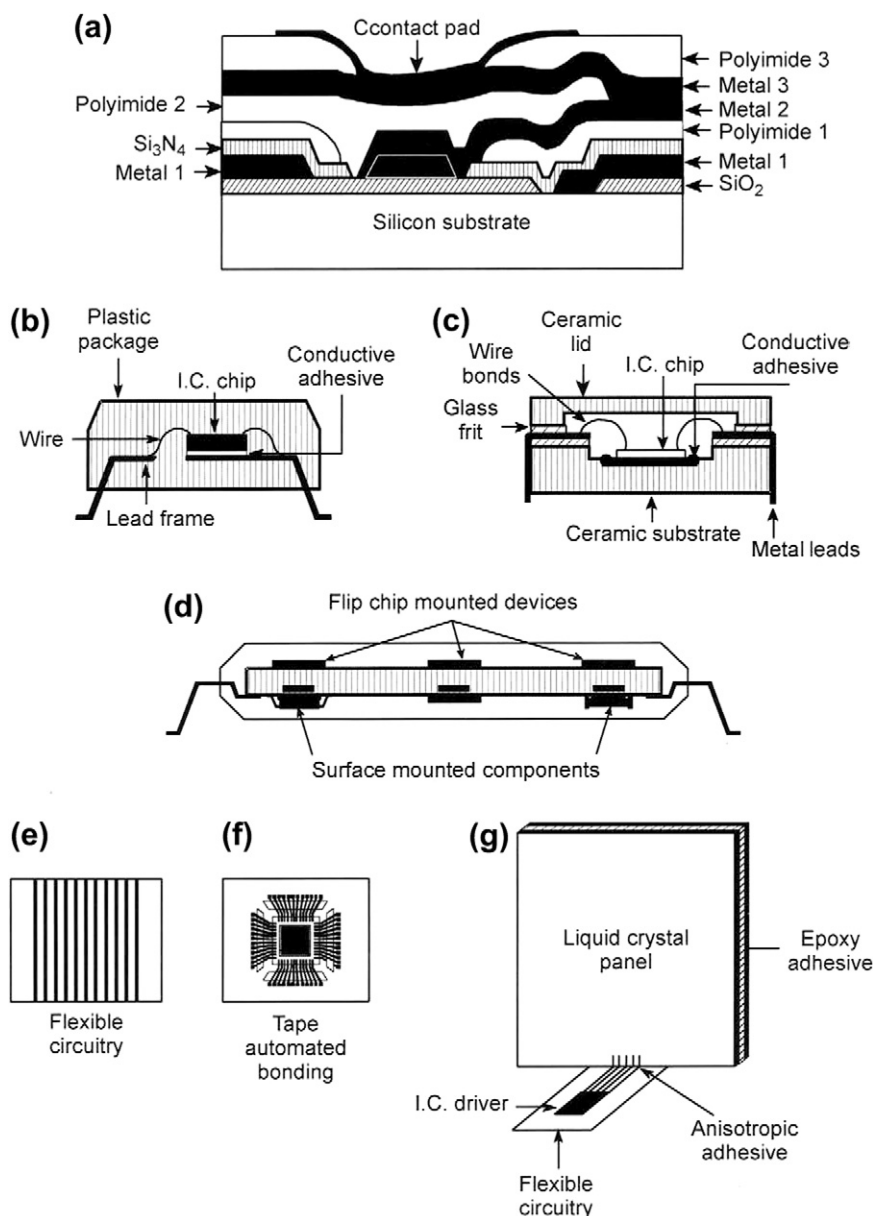 (a)
Ccontact pad
Polyimide 3
Metal 3
Polyimide 2
Metal 2
Polyimide 1
Si3N4
Metal 1
Metal 1
SiO2
Silicon substrate
(b)
Plastic
package
I.C. chip
Conductive
adhesive
Wire
Lead frame
(c)
Ceramic
lid
Wire
bonds
I.C. chip
Conductive
adhesive
Glass
frit
Ceramic substrate
Metal leads
(d)
Flip chip mounted devices
Surface mounted components
(e)
Flexible
circuitry
(f)
Tape
automated
bonding
(g)
Liquid crystal
panel
Epoxy
adhesive
I.C. driver
Anisotropic
adhesive
Flexible
circuitry